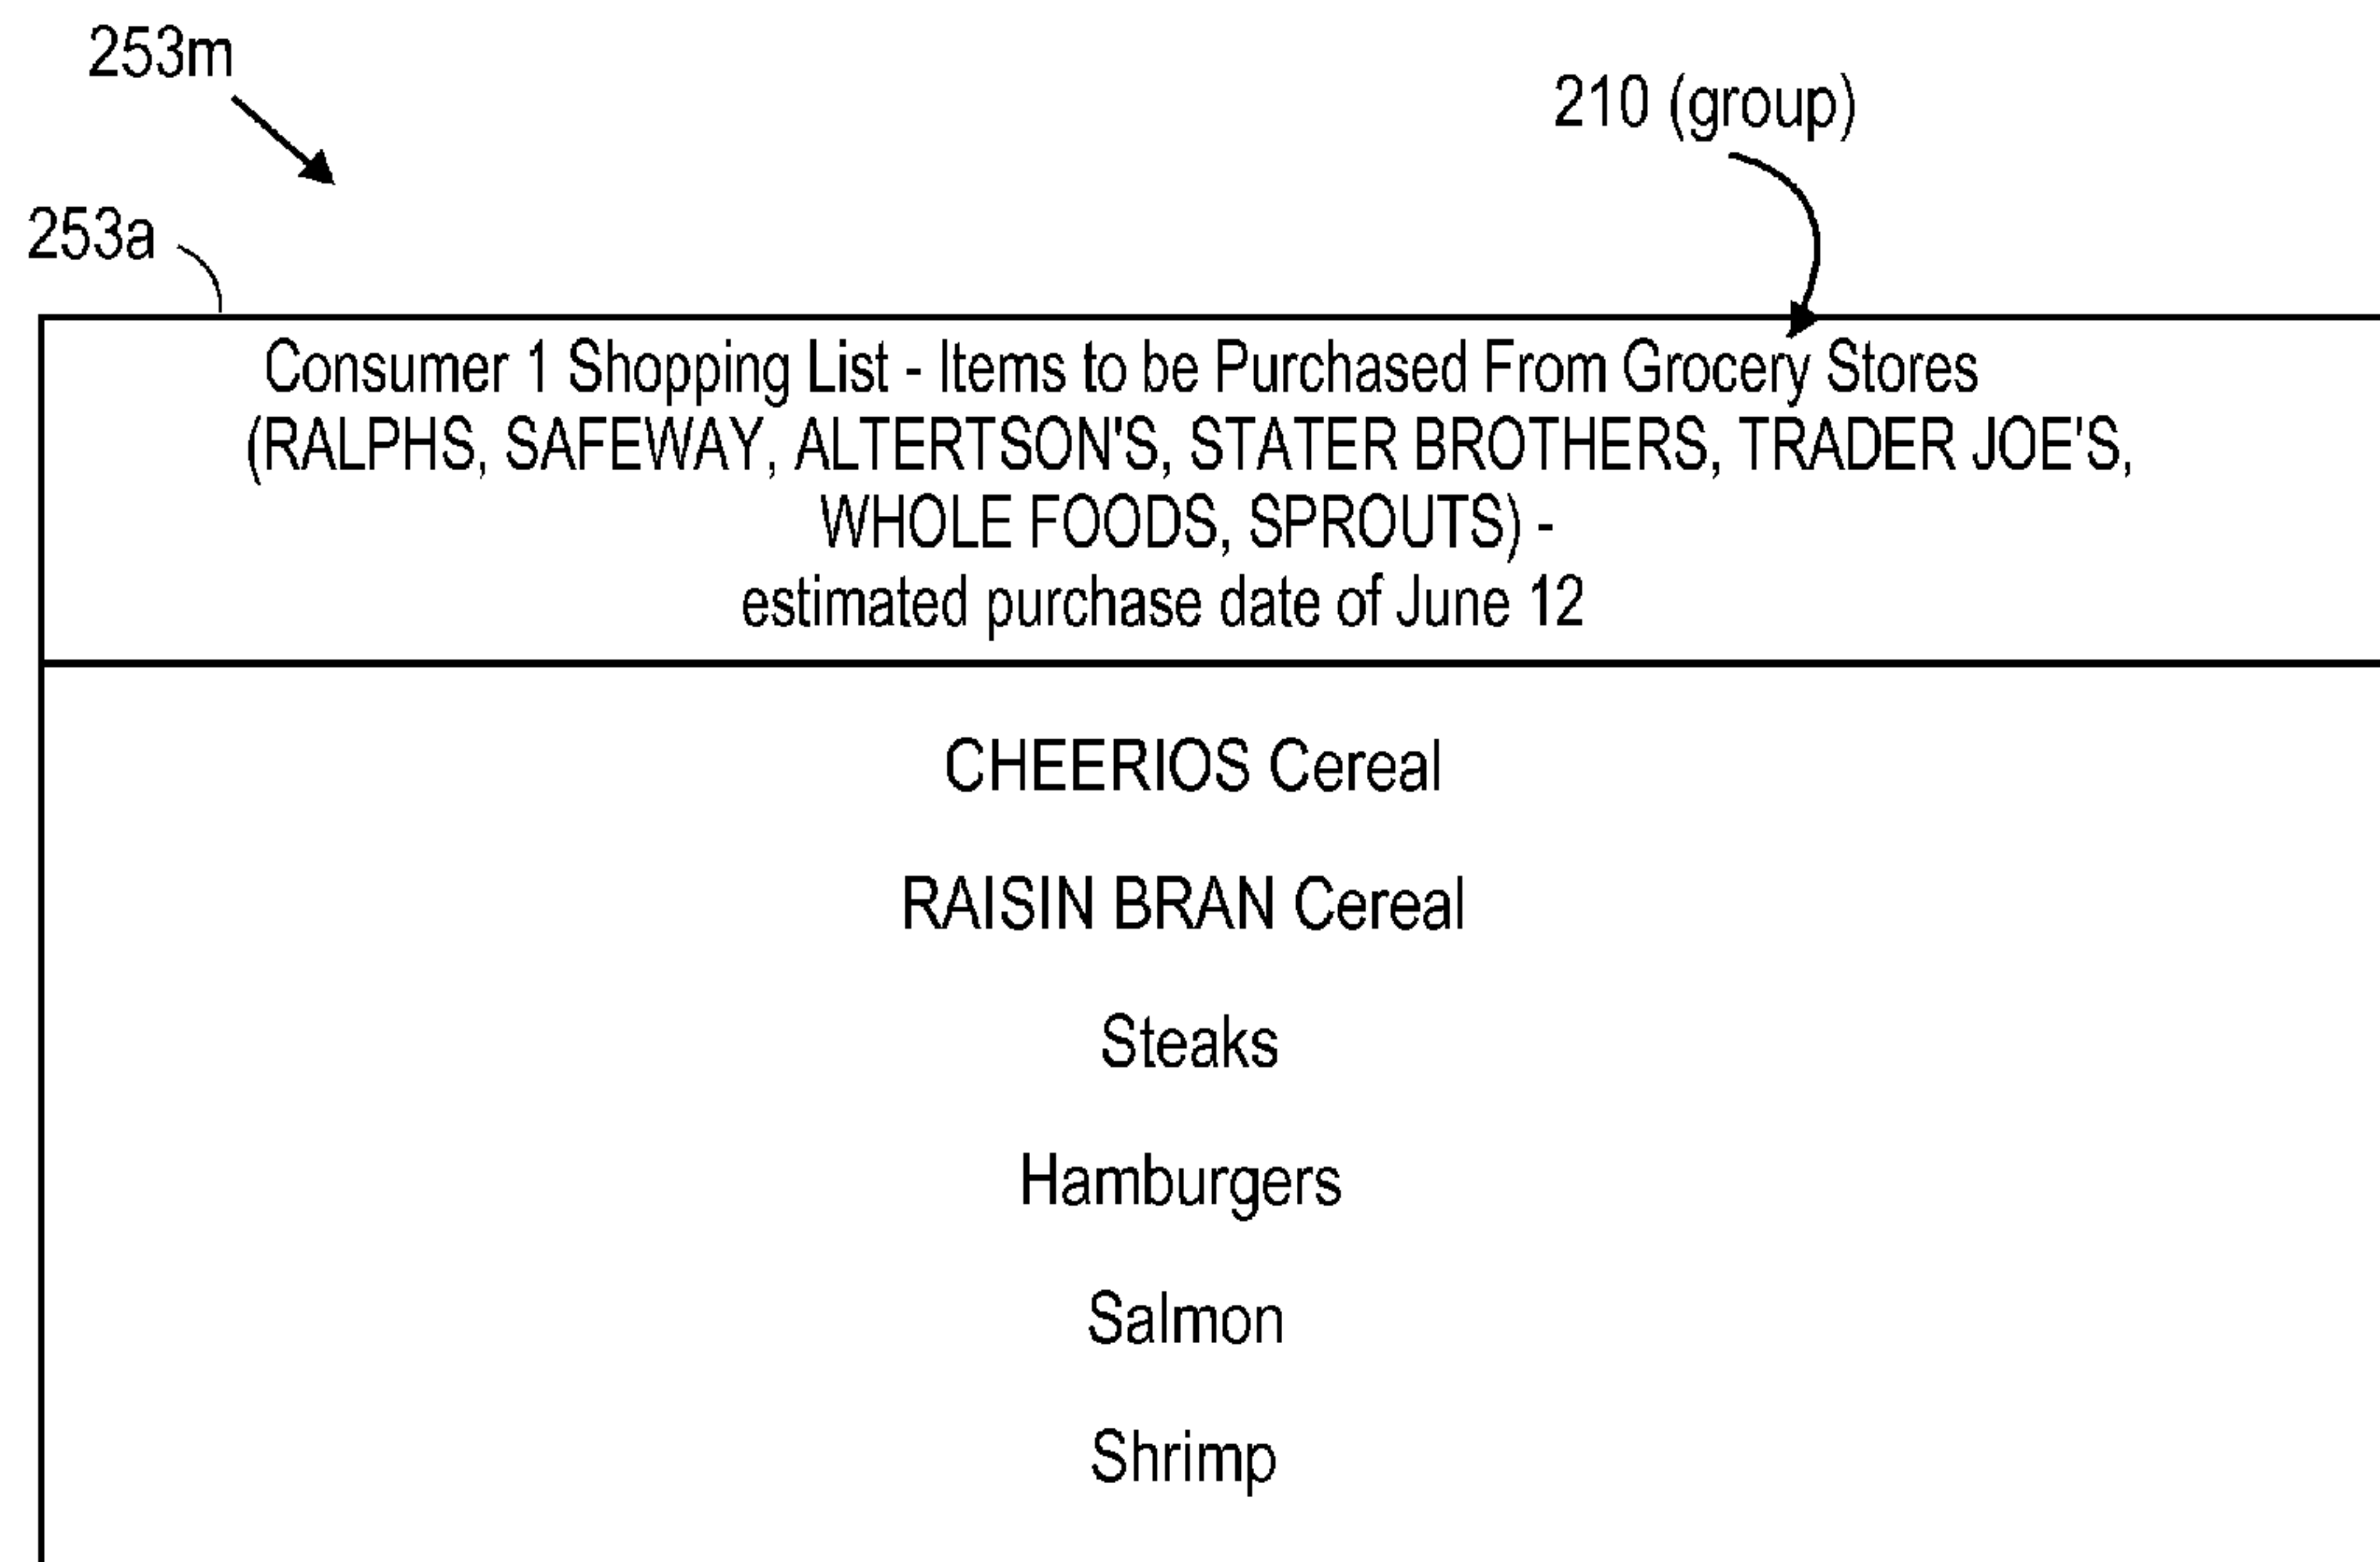 253m
210 (group)
253a
Consumer 1 Shopping List - Items to be Purchased From Grocery Stores
(RALPHS, SAFEWAY, ALTERTSON'S, STATER BROTHERS, TRADER JOE'S,
WHOLE FOODS, SPROUTS) -
estimated purchase date of June 12
CHEERIOS Cereal
RAISIN BRAN Cereal
Steaks
Hamburgers
Salmon
Shrimp